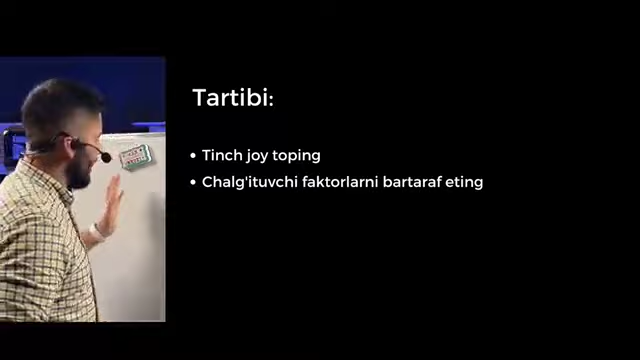 Tartibi:
Tinch joy toping
Chalg'ituvchi faktorlarni bartaraf eting